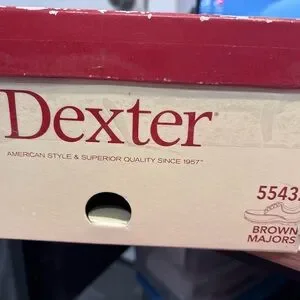 Dexter
AMERICAN STYLE & SUPERIOR QUALITY SINCE 1957™
BROWN
MAJORS